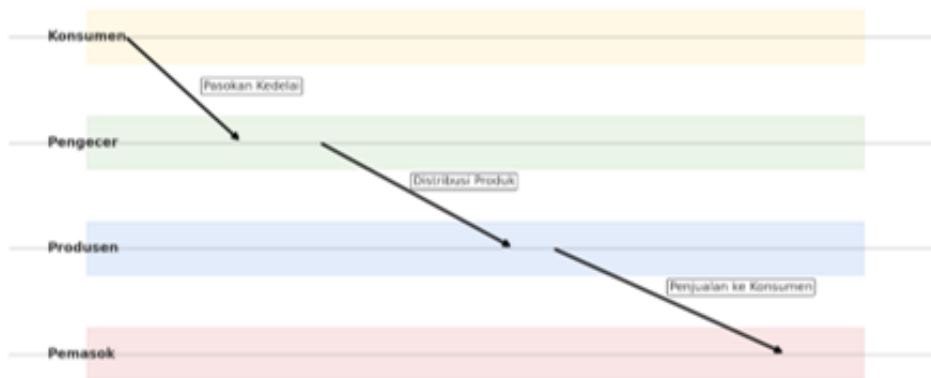 Konsumen
Pasokan Kedelai
Pengecer
Distribusi Produk
Produsen
Penjualan ke Konsumen
Pemasok